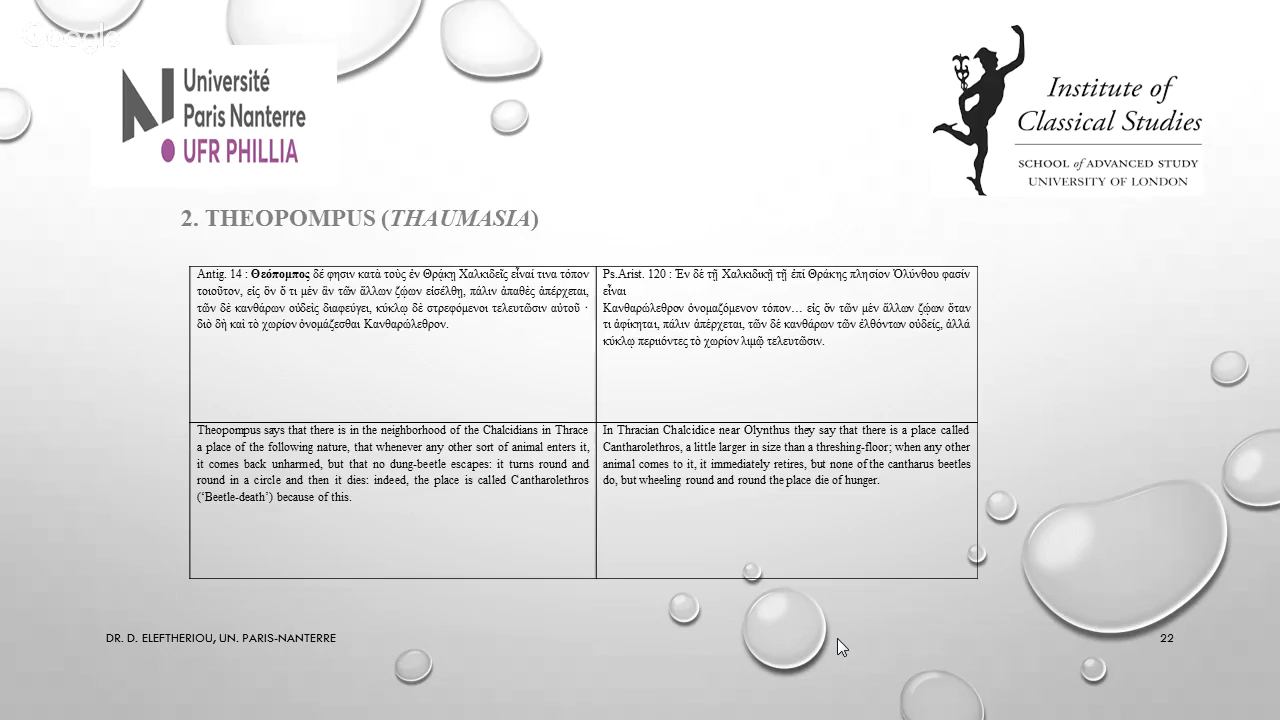 Google
Université
Paris Nanterre
UFR PHILLIA
Institute of
Classical Studies
SCHOOL of ADVANCED STUDY
UNIVERSITY OF LONDON
2. THEOPOMPUS (THAUMASIA)
Antig. 14 : Θεόπομπος δέ φησιν κατὰ τοὺς ἐν Θρᾴκῃ Χαλκιδεῖς εἶναί τινα τόπον
τοιοῦτον, εἰς ὃν ὅ τι μὲν ἂν τῶν ἄλλων ζῴων εἰσέλθῃ, πάλιν ἀπαθὲς ἀπέρχεται,
τῶν δὲ κανθάρων οὐδεὶς διαφεύγει, κύκλῳ δὲ στρεφόμενοι τελευτῶσιν αὐτοῦ ·
διὸ δὴ καὶ τὸ χωρίον ὀνομάζεσθαι Κανθαρώλεθρον.
Ps.Arist. 120 : Ἐν δὲ τῇ Χαλκιδικῇ τῇ ἐπὶ Θρᾴκης πλησίον Ὀλύνθου φασὶν
εἶναι
Κανθαρώλεθρον ὀνομαζόμενον τόπον… εἰς ὃν τῶν μὲν ἄλλων ζῴων ὅταν
τι ἀφίκηται, πάλιν ἀπέρχεται, τῶν δὲ κανθάρων τῶν ἐλθόντων οὐδείς, ἀλλὰ
κύκλῳ περιιόντες τὸ χωρίον λιμῷ τελευτῶσιν.
Theopompus says that there is in the neighborhood of the Chalcidians in Thrace
a place of the following nature, that whenever any other sort of animal enters it,
it comes back unharmed, but that no dung-beetle escapes: it turns round and
round in a circle and then it dies: indeed, the place is called Cantharolethros
(‘Beetle-death’) because of this.
In Thracian Chalcidice near Olynthus they say that there is a place called
Cantharolethros, a little larger in size than a threshing-floor; when any other
animal comes to it, it immediately retires, but none of the cantharus beetles
do, but wheeling round and round the place die of hunger.
DR. D. ELEFTHERIOU, UN. PARIS-NANTERRE
22